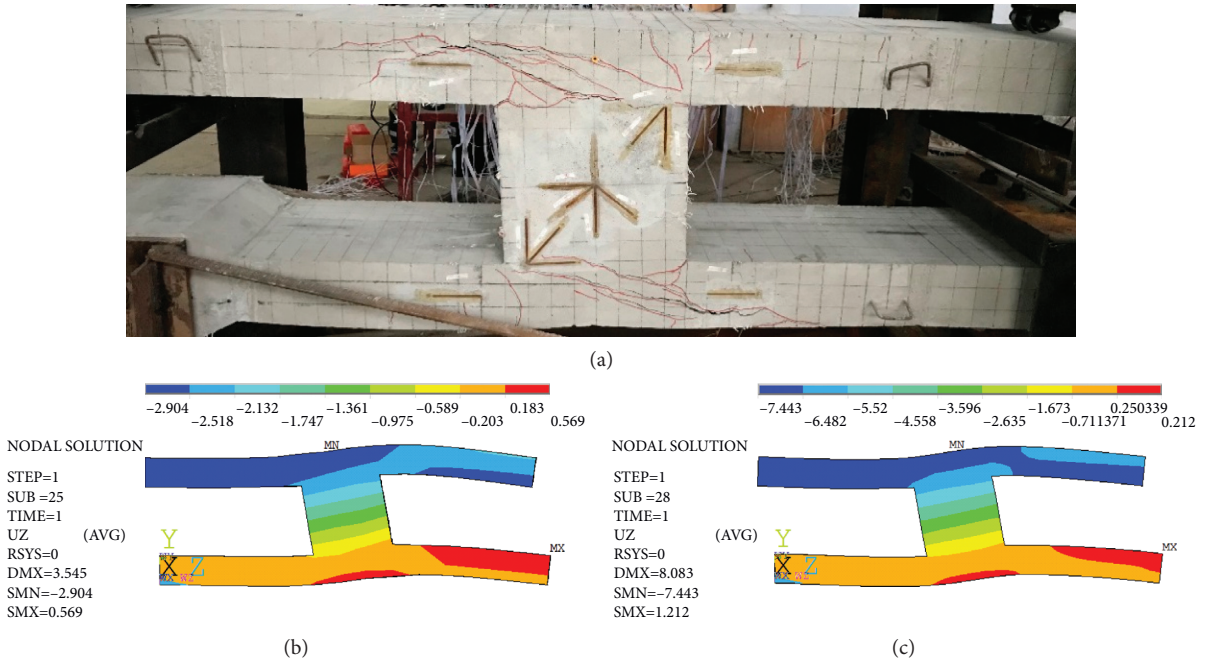 (a)
−2.904 −2.132 −1.361 −0.589 0.183
−2.518 −1.747 −0.975 −0.203 0.569
NODAL SOLUTION
STEP=1
SUB =25
TIME=1
UZ (AVG)
RSYS=0
DMX=3.545
SMN=−2.904
SMX=0.569
MN
MX
Y
X Z
(b)
−7.443 −5.52 −3.596 −1.673 0.250339
−6.482 −4.558 −2.635 −0.711371 0.212
NODAL SOLUTION
STEP=1
SUB =28
TIME=1
UZ (AVG)
RSYS=0
DMX=8.083
SMN=−7.443
SMX=1.212
MN
MX
Y
X Z
(c)